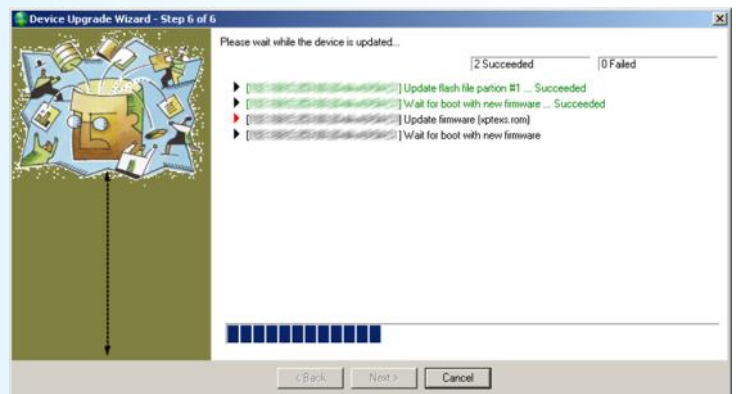 Device Upgrade Wizard - Step 6 of 6
Please wait while the device is updated...
2 Succeeded 0 Failed
[ ] Update flash file partion #1 ... Succeeded
[ ] Wait for boot with new firmware ... Succeeded
[ ] Update firmware (xptexs.rom)
[ ] Wait for boot with new firmware
< Back Next > Cancel